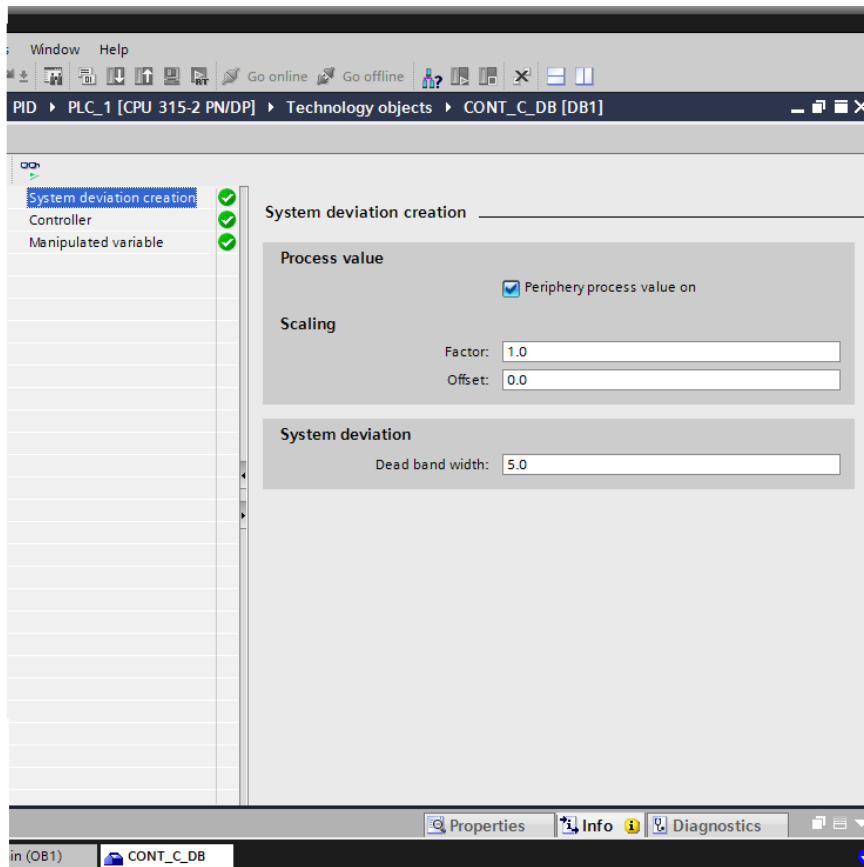 Window Help
Go online Go offline
PID PLC_1 [CPU 315-2 PN/DP] Technology objects CONT_C_DB [DB1]
System deviation creation
Controller
Manipulated variable
System deviation creation
Process value
Periphery process value on
Scaling
Factor: 1.0
Offset: 0.0
System deviation
Dead band width: 5.0
Properties Info Diagnostics
in (OB1) CONT_C_DB